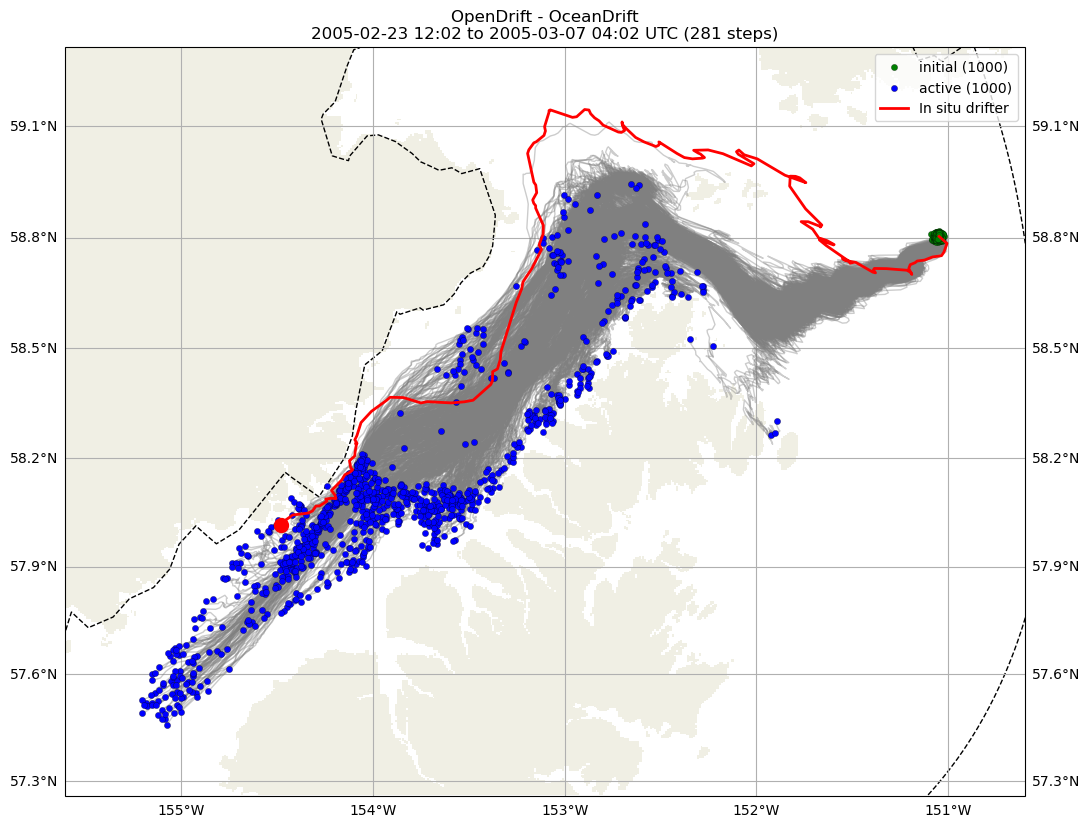 OpenDrift - OceanDrift
2005-02-23 12:02 to 2005-03-07 04:02 UTC (281 steps)
initial (1000)
active (1000)
In situ drifter
59.1°N
59.1°N
58.8°N
58.8°N
58.5°N
58.5°N
58.2°N
58.2°N
57.9°N
57.9°N
57.6°N
57.6°N
57.3°N
57.3°N
155°W
154°W
153°W
152°W
151°W